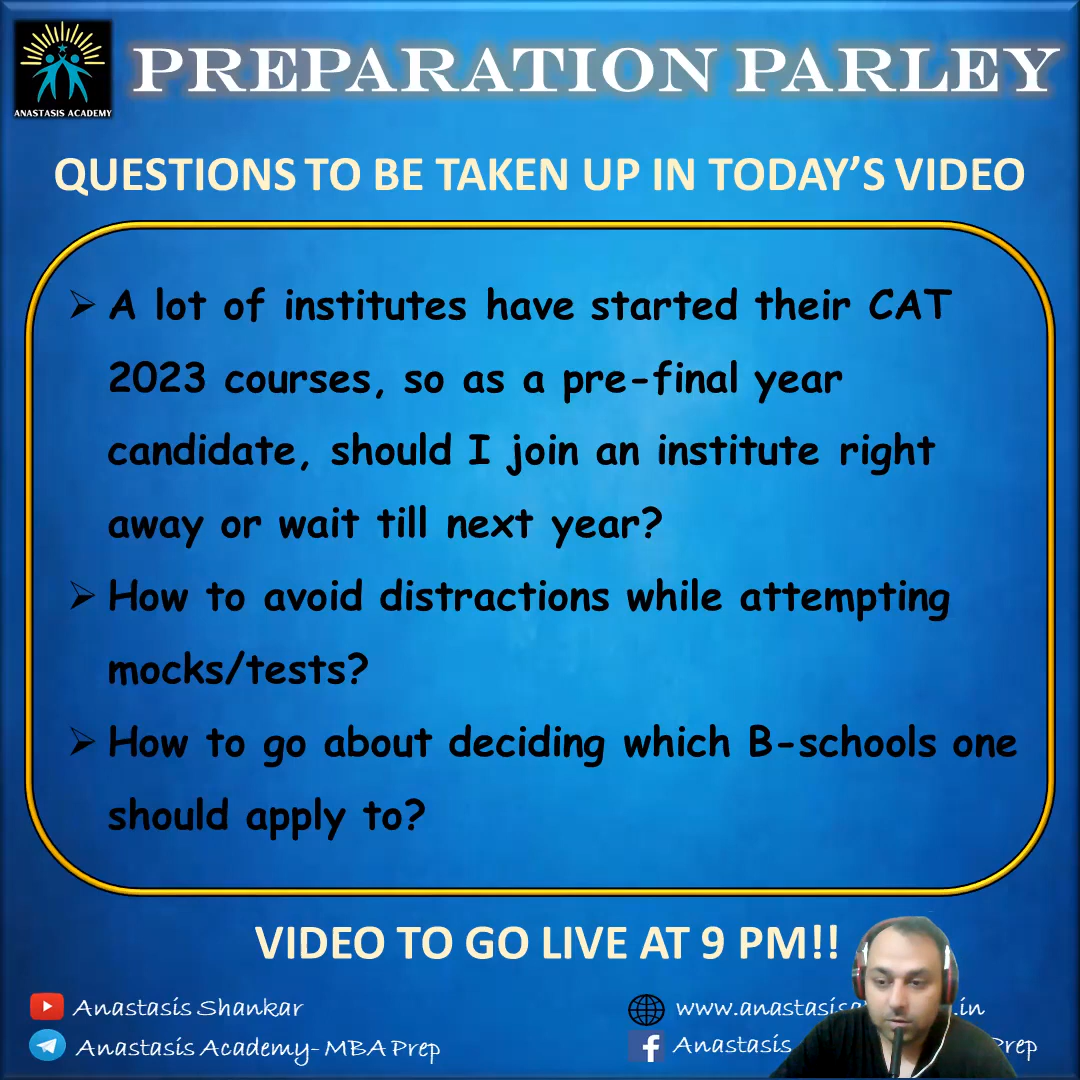 ANASTASIS ACADEMY
PREPARATION PARLEY
QUESTIONS TO BE TAKEN UP IN TODAY'S VIDEO
➢ A lot of institutes have started their CAT
2023 courses, so as a pre-final year
candidate, should I join an institute right
away or wait till next year?
➢ How to avoid distractions while attempting
mocks/tests?
➢ How to go about deciding which B-schools one
should apply to?
VIDEO TO GO LIVE AT 9 PM!!
Anastasis Shankar
Anastasis Academy- MBA Prep
Anastasis